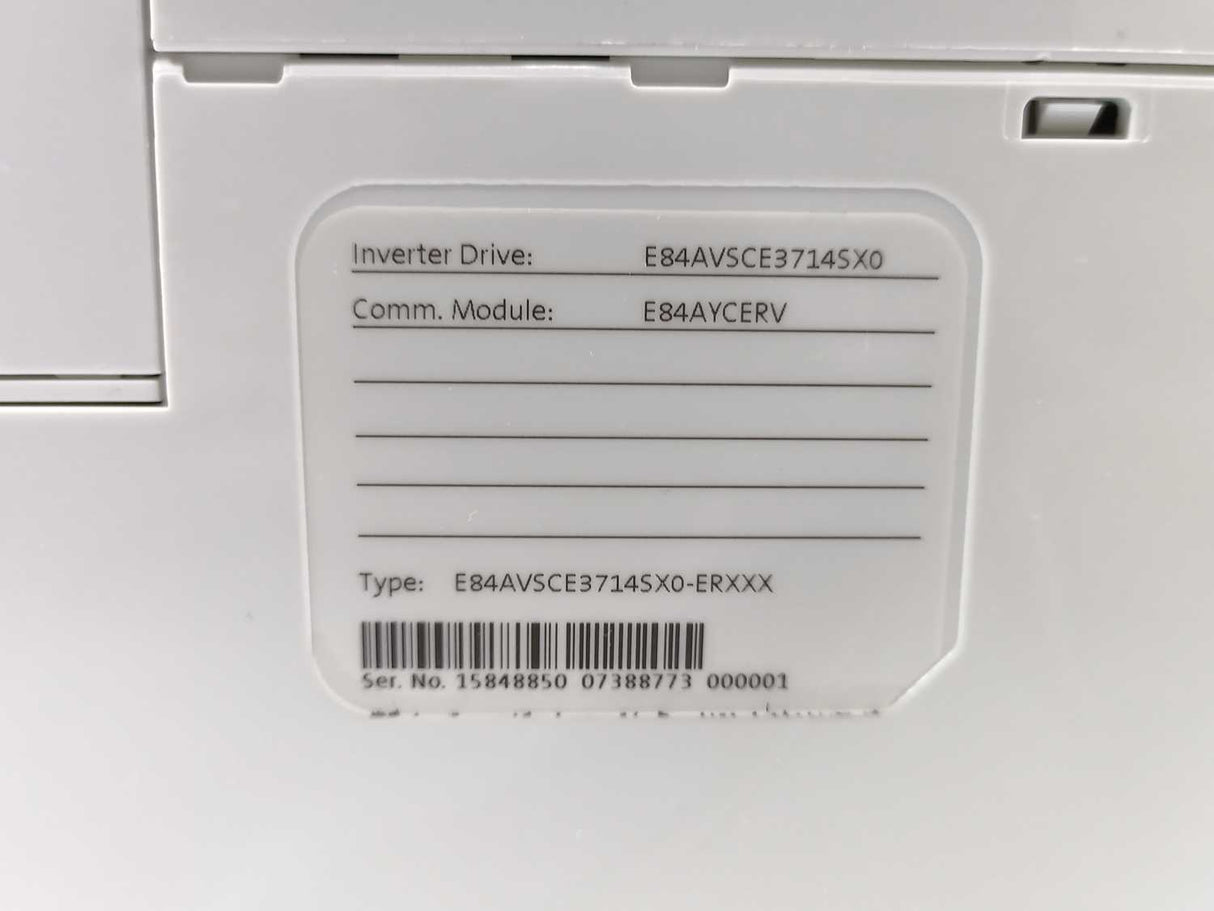 Inverter Drive: E84AVSCE3714SX0
Comm. Module: E84AYCERV
Type: E84AVSCE3714SX0-ERXXX
Ser. No. 15848850 07388773 000001